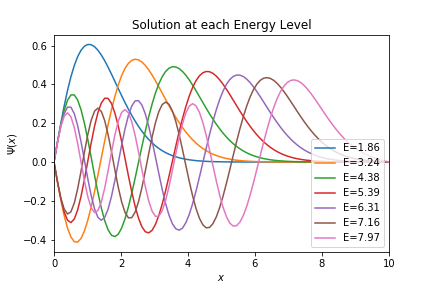 Solution at each Energy Level
0.6
0.4
0.2
0.0
−0.2
−0.4
Ψ(x)
0
2
4
6
8
10
x
E=1.86
E=3.24
E=4.38
E=5.39
E=6.31
E=7.16
E=7.97